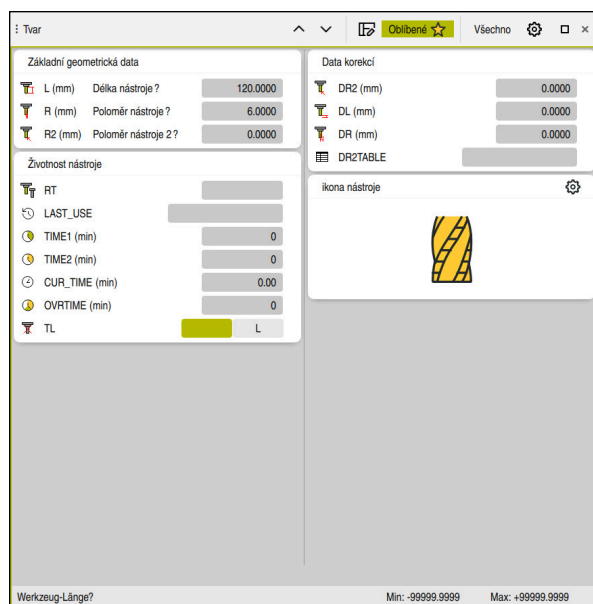 Tvar
Oblíbené
Všechno
Základní geometrická data
L (mm) Délka nástroje? 120.0000
R (mm) Poloměr nástroje? 6.0000
R2 (mm) Poloměr nástroje 2? 0.0000
Životnost nástroje
RT
LAST_USE
TIME1 (min) 0
TIME2 (min) 0
CUR_TIME (min) 0.00
OVRTIME (min) 0
TL L
Data korekcí
DR2 (mm) 0.0000
DL (mm) 0.0000
DR (mm) 0.0000
DR2TABLE
ikona nástroje
Werkzeug-Länge? Min: -99999.9999 Max: +99999.9999